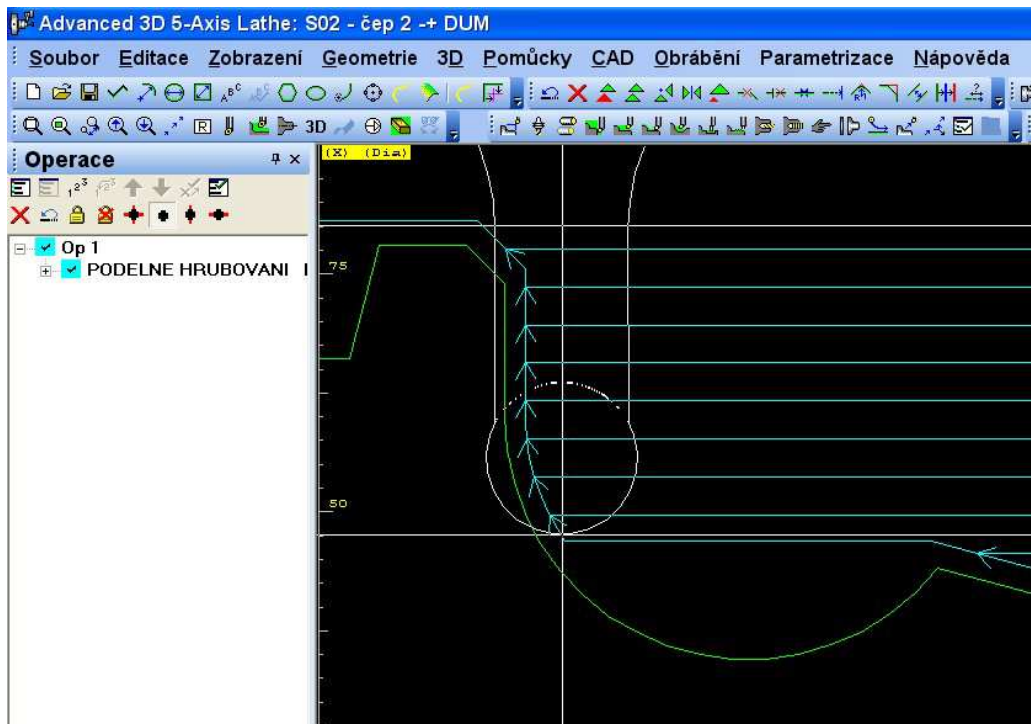 Advanced 3D 5-Axis Lathe: S02 - čep 2 -+ DUM
Soubor Editace Zobrazení Geometrie 3D Pomůcky CAD Obrábění Parametrizace Nápověda
3D
Operace
(X) (Dia)
Op 1
PODELNE HRUBOVANI
75
50